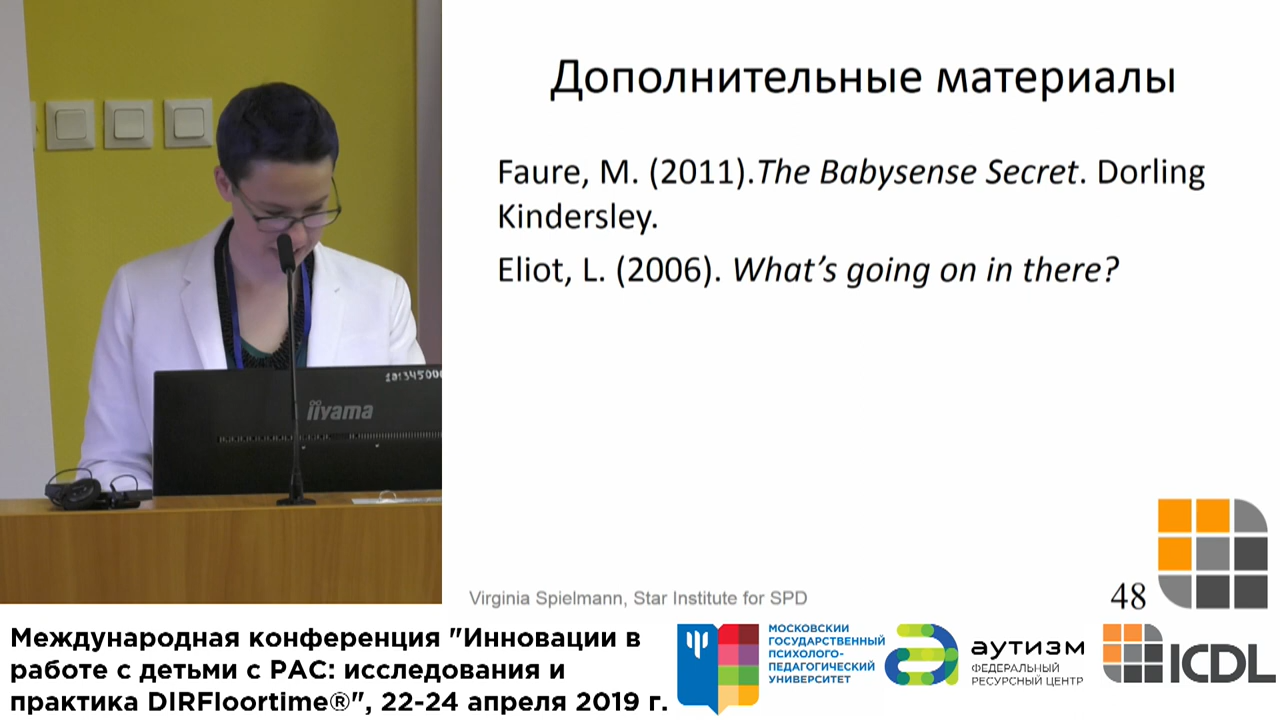 Дополнительные материалы
Faure, M. (2011).The Babysense Secret. Dorling
Kindersley.
Eliot, L. (2006). What's going on in there?
iiyama
Virginia Spielmann, Star Institute for SPD
48
Международная конференция "Инновации в
работе с детьми с РАС: исследования и
практика DIRFloortime®", 22-24 апреля 2019 г.
МОСКОВСКИЙ
ГОСУДАРСТВЕННЫЙ
ПСИХОЛОГО-
ПЕДАГОГИЧЕСКИЙ
УНИВЕРСИТЕТ
аутизм
ФЕДЕРАЛЬНЫЙ
РЕСУРСНЫЙ ЦЕНТР
ICDL